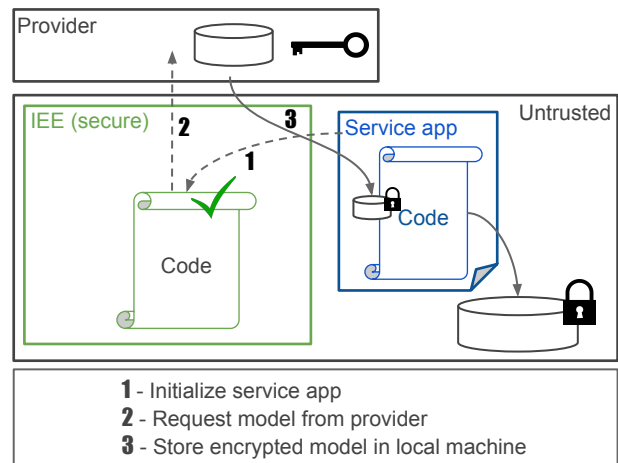 Provider
Untrusted
IEE (secure)
2
3
Service app
1
Code
Code
1 - Initialize service app
2 - Request model from provider
3 - Store encrypted model in local machine